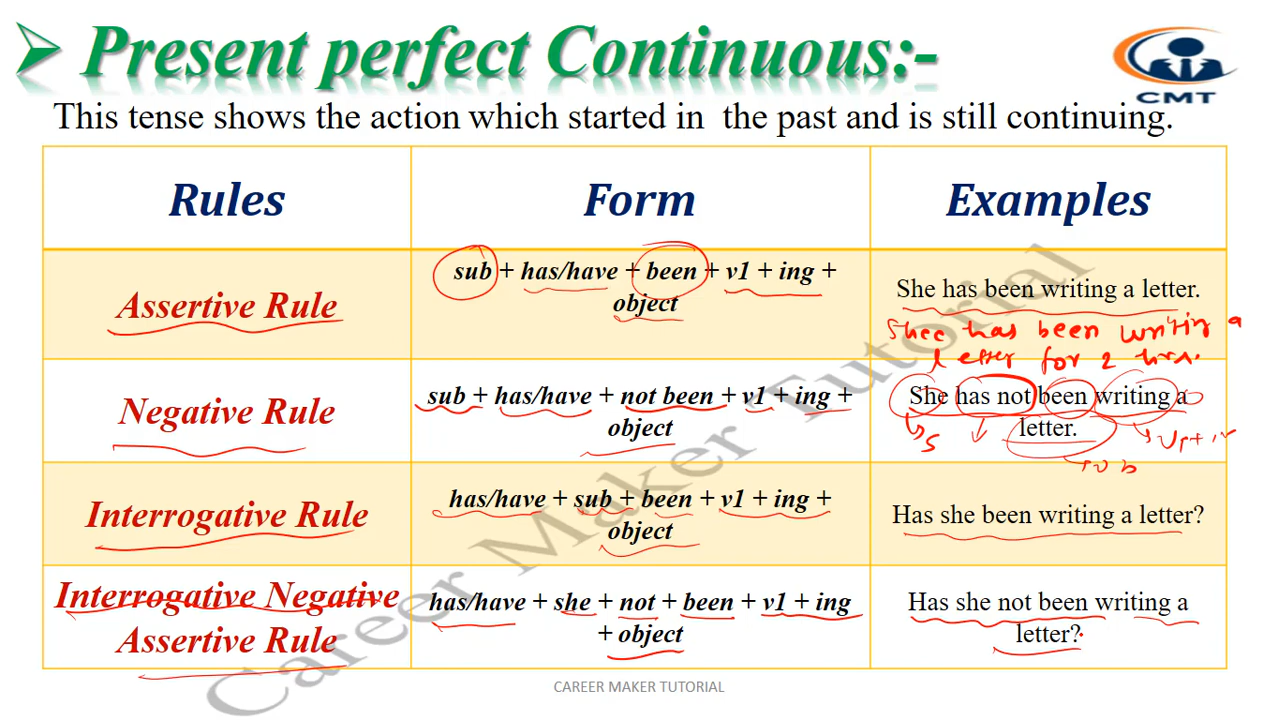 Present perfect Continuous:-
CMT
This tense shows the action which started in the past and is still continuing.
Rules
Form
Examples
Assertive Rule
sub + has/have + been + v1 + ing +
object
She has been writing a letter.
Shee has been writin a
letter for 2 hrs.
Negative Rule
sub + has/have + not been + v1 + ing +
object
She has not been writing a
letter.
S
ob
Interrogative Rule
has/have + sub + been + v1 + ing +
object
Has she been writing a letter?
Interrogative Negative
Assertive Rule
has/have + she + not + been + v1 + ing
+ object
Has she not been writing a
letter?
Career Maker Tutorial
CAREER MAKER TUTORIAL